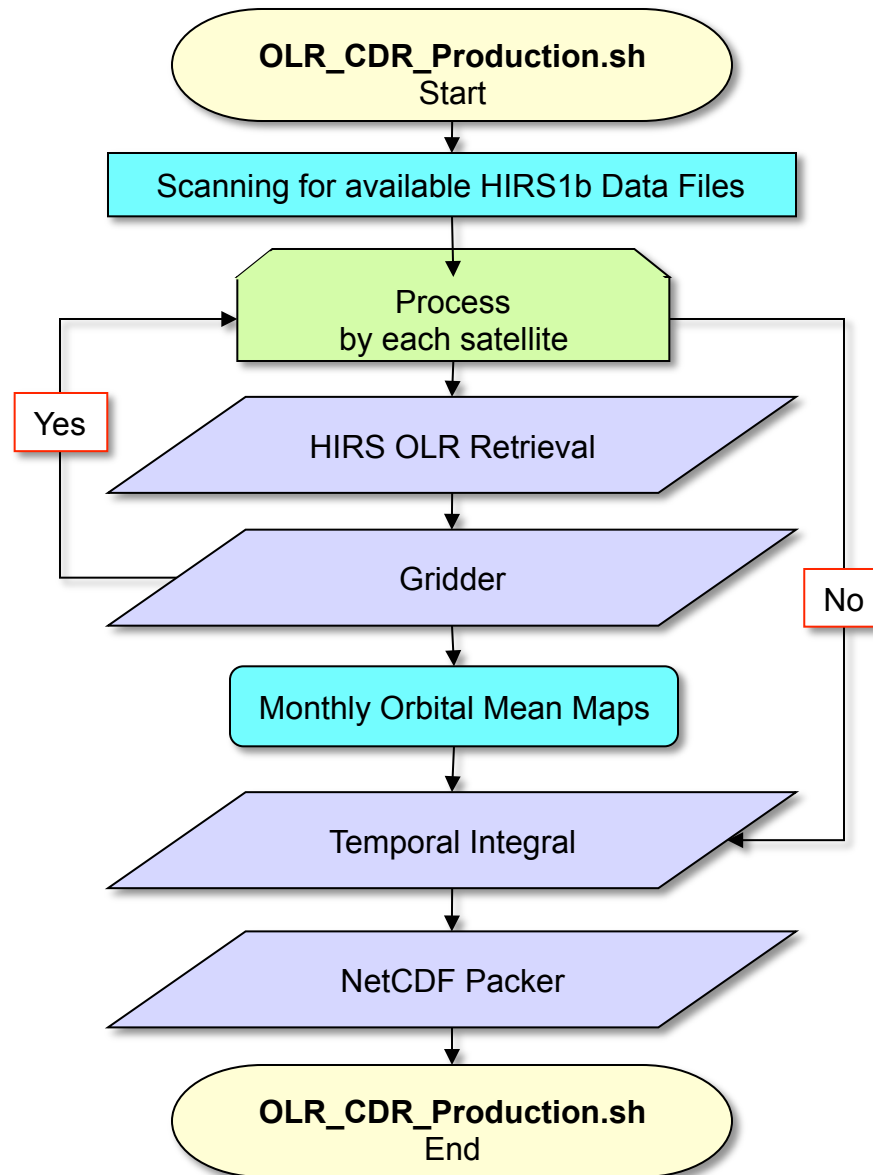 OLR_CDR_Production.sh
Start
Scanning for available HIRS1b Data Files
Process
by each satellite
Yes
HIRS OLR Retrieval
Gridder
No
Monthly Orbital Mean Maps
Temporal Integral
NetCDF Packer
OLR_CDR_Production.sh
End